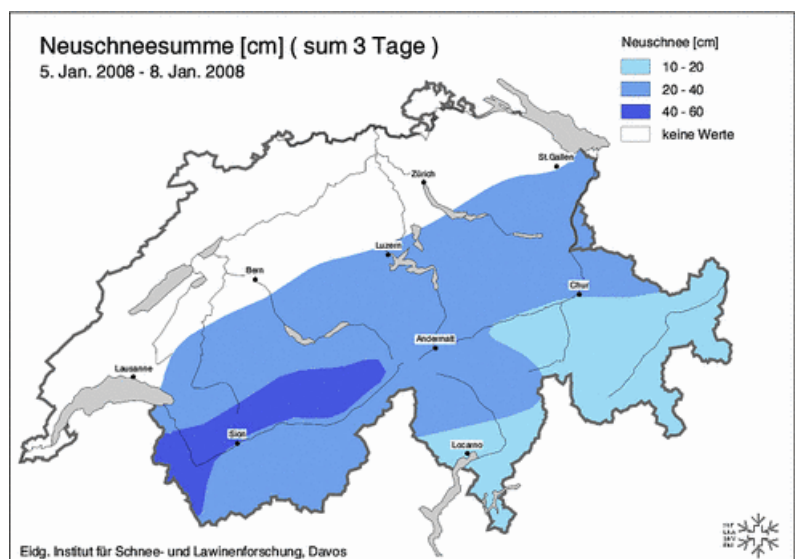 Neuschneesumme [cm] ( sum 3 Tage )
5. Jan. 2008 - 8. Jan. 2008
Neuschnee [cm]
10 - 20
20 - 40
40 - 60
keine Werte
St.Gallen
Zürich
Luzern
Bern
Chur
Andermatt
Lausanne
Sion
Locarno
Eidg. Institut für Schnee- und Lawinenforschung, Davos